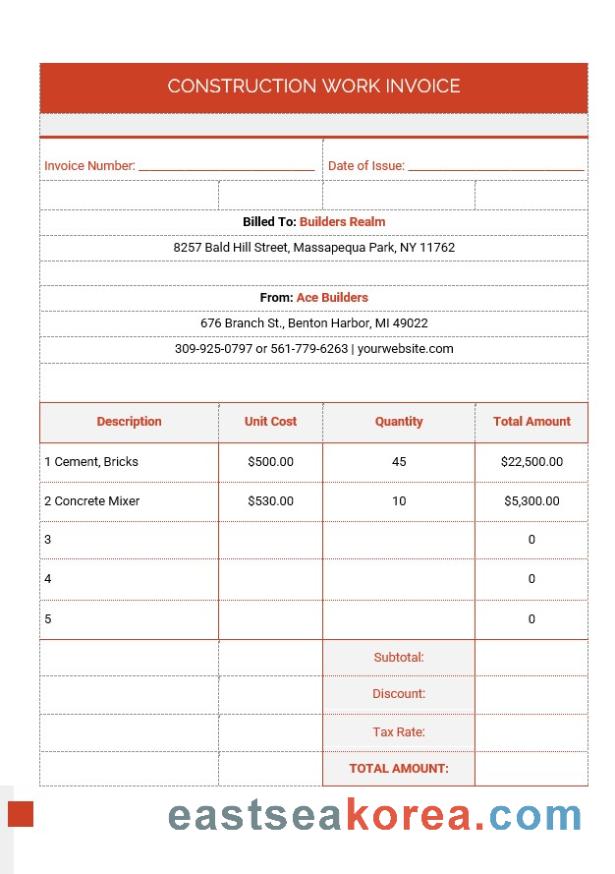 CONSTRUCTION WORK INVOICE
Invoice Number: ____________________________ Date of Issue: ____________________________
Billed To: Builders Realm
8257 Bald Hill Street, Massapequa Park, NY 11762
From: Ace Builders
676 Branch St., Benton Harbor, MI 49022
309-925-0797 or 561-779-6263 | yourwebsite.com
Description Unit Cost Quantity Total Amount
1 Cement, Bricks $500.00 45 $22,500.00
2 Concrete Mixer $530.00 10 $5,300.00
3 0
4 0
5 0
Subtotal:
Discount:
Tax Rate:
TOTAL AMOUNT:
eastseakorea.com